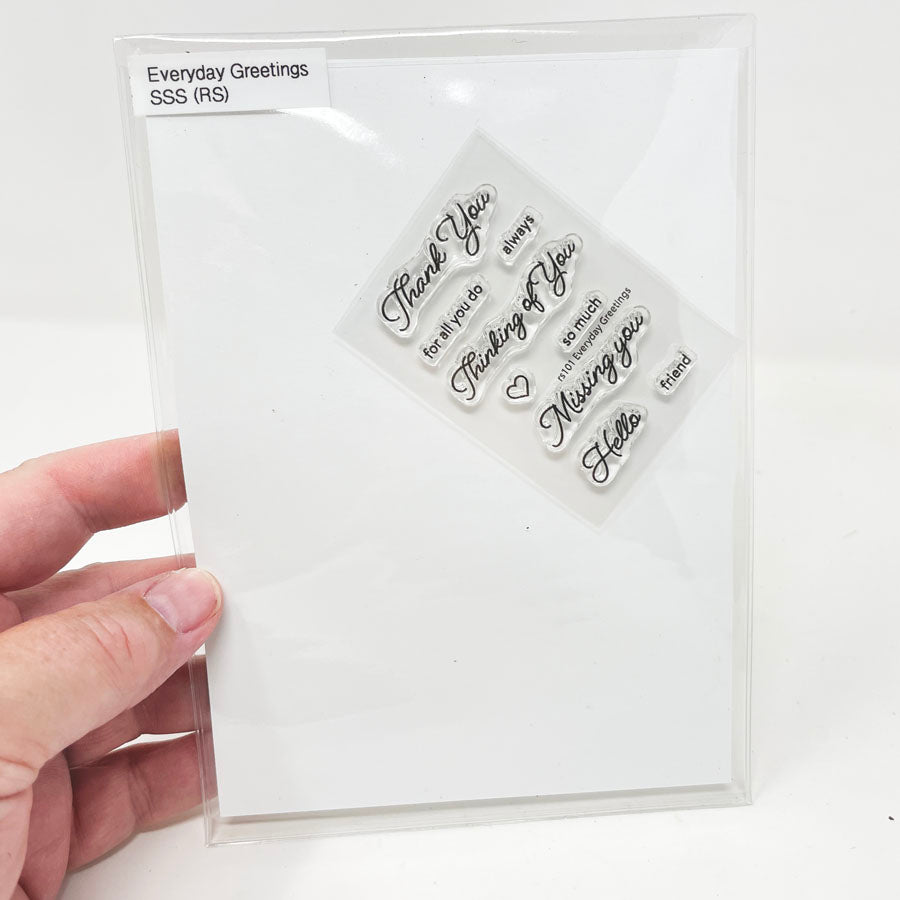 Everyday Greetings
SSS (RS)
Thank You
always
for all you do
Thinking of You
so much
rs101 Everyday Greetings
Missing you
friend
Hello